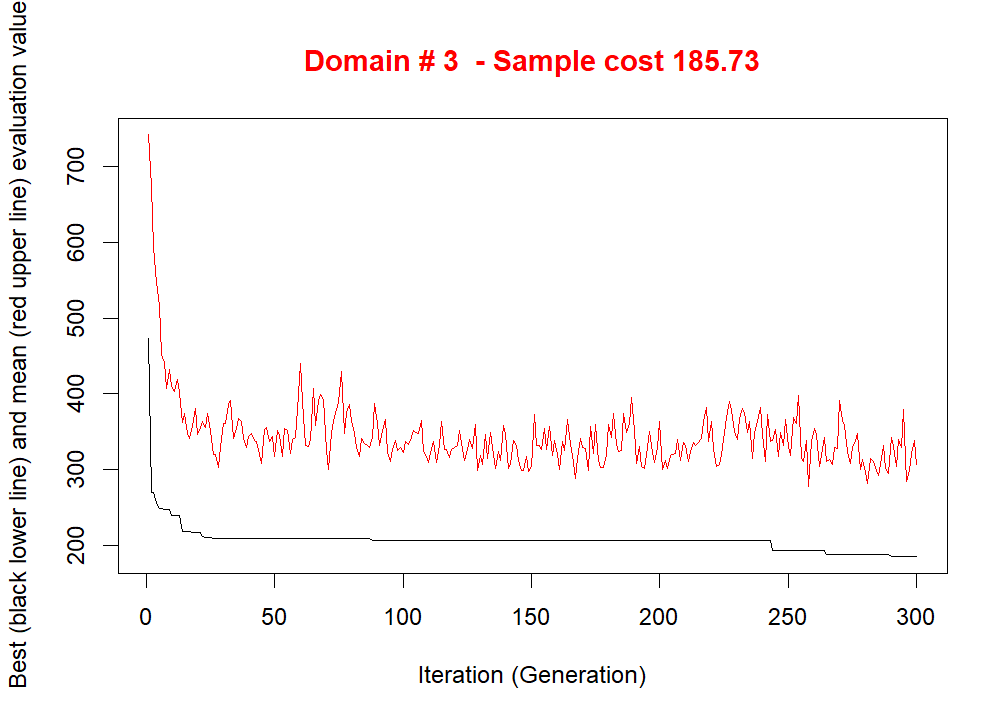 Domain # 3  - Sample cost 185.73
Best (black lower line) and mean (red upper line) evaluation value
700
600
500
400
300
200
0 50 100 150 200 250 300
Iteration (Generation)